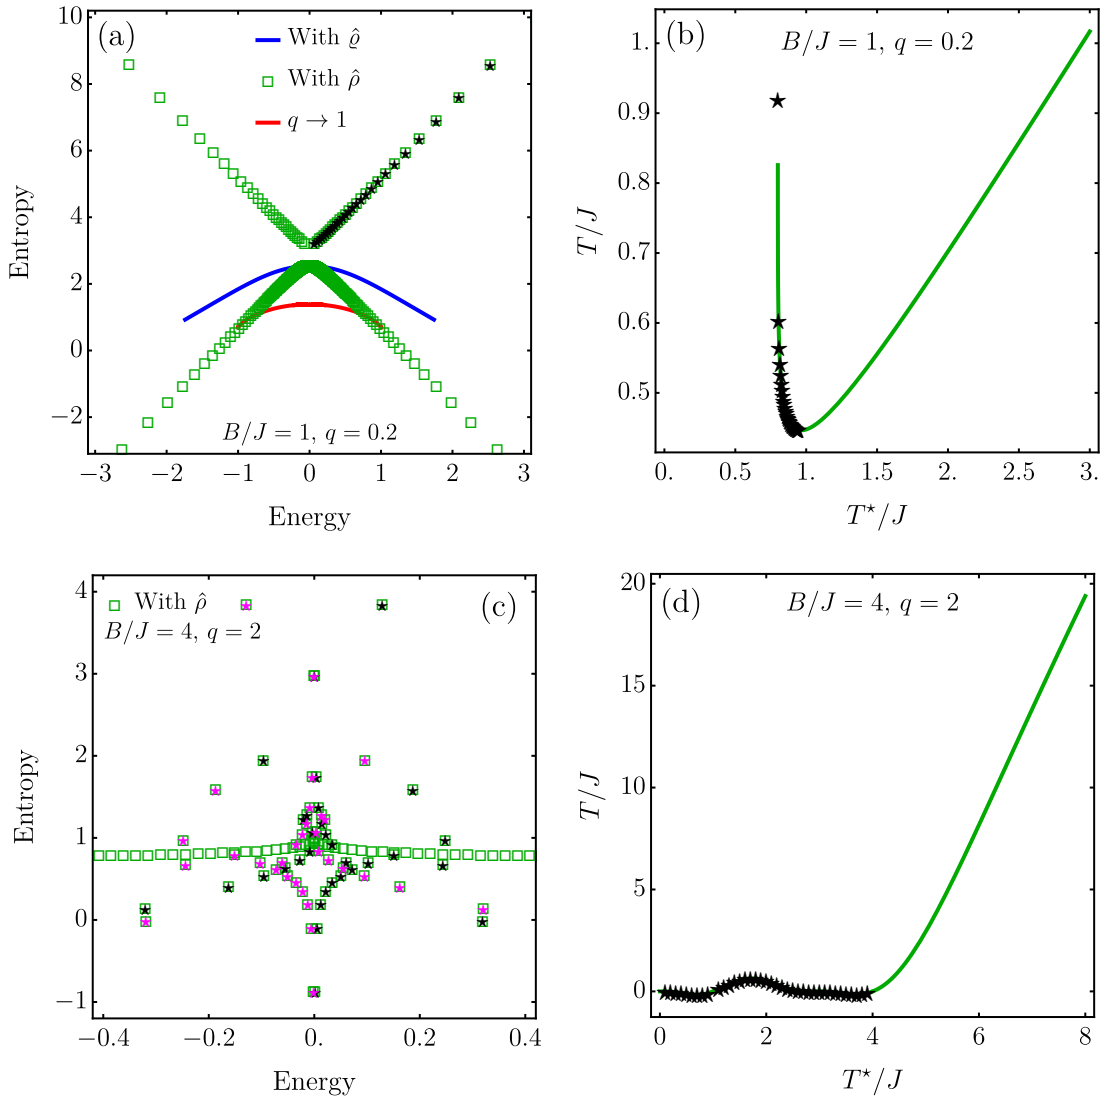 (a)
With ϱ̂
With ρ̂
q → 1
B/J = 1, q = 0.2
10
8
6
4
2
0
−2
−3 −2 −1 0 1 2 3
Entropy
Energy
(b)
B/J = 1, q = 0.2
1.
0.9
0.8
0.7
0.6
0.5
0 0.5 1. 1.5 2. 2.5 3.
T/J
T⋆/J
(c)
With ρ̂
B/J = 4, q = 2
4
3
2
1
0
−1
−0.4 −0.2 0. 0.2 0.4
Entropy
Energy
(d)
B/J = 4, q = 2
20
15
10
5
0
0 2 4 6 8
T/J
T⋆/J